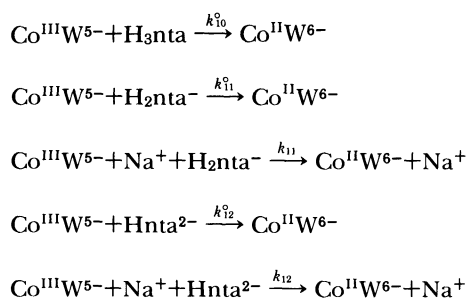 Co^III W^5− + H₃nta —k°₁₀→ Co^II W^6−
Co^III W^5− + H₂nta^− —k°₁₁→ Co^II W^6−
Co^III W^5− + Na^+ + H₂nta^− —k₁₁→ Co^II W^6− + Na^+
Co^III W^5− + Hnta^2− —k°₁₂→ Co^II W^6−
Co^III W^5− + Na^+ + Hnta^2− —k₁₂→ Co^II W^6− + Na^+